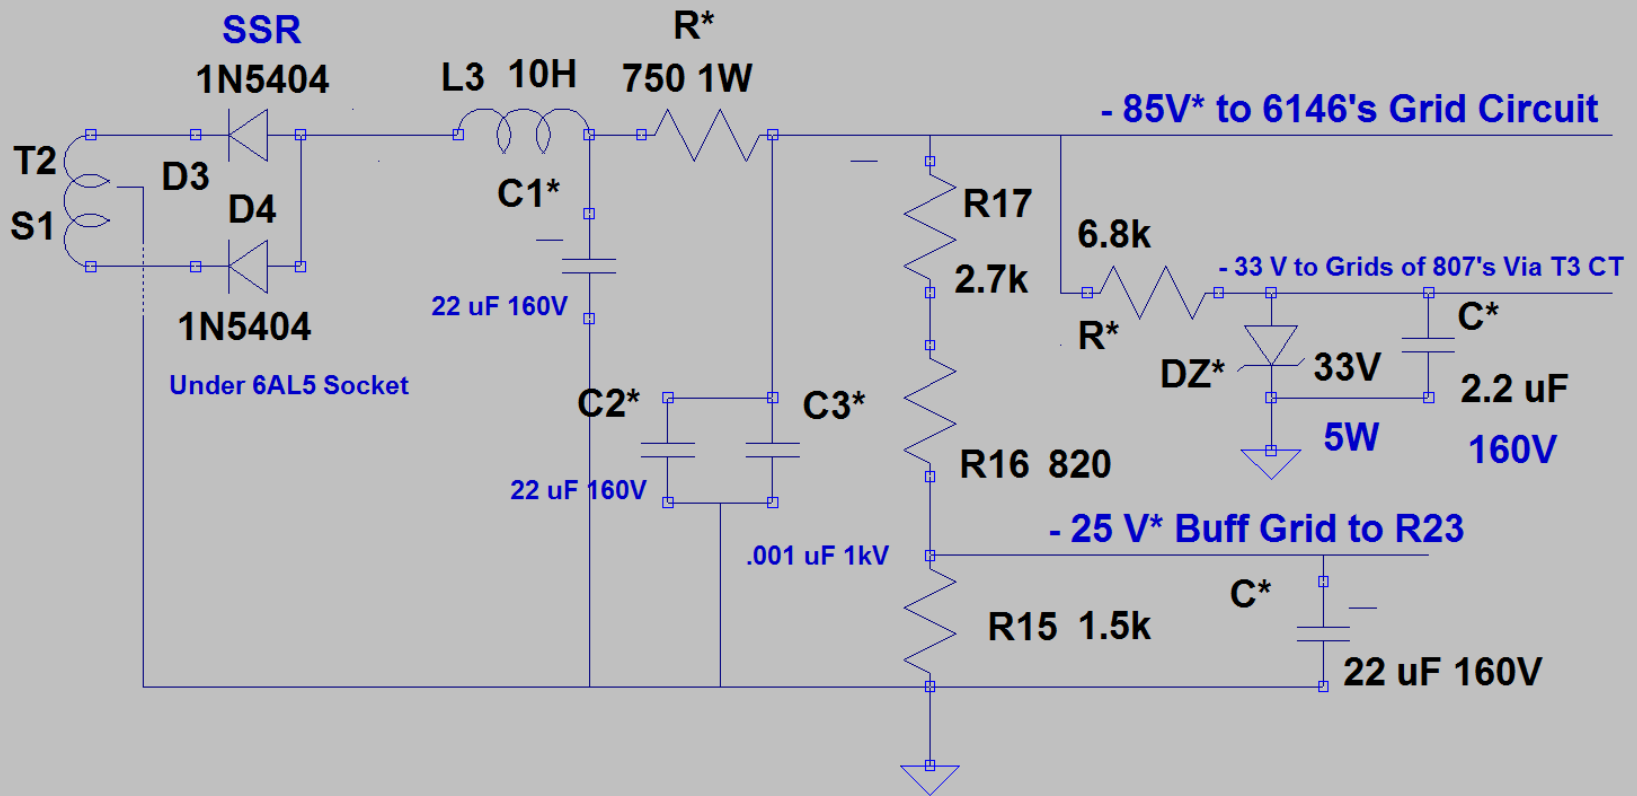 SSR
1N5404
T2
S1
D3
D4
1N5404
Under 6AL5 Socket
L3 10H
R*
750 1W
C1*
22 uF 160V
C2*
22 uF 160V
C3*
.001 uF 1kV
- 85V* to 6146's Grid Circuit
R17
2.7k
6.8k
R*
- 33 V to Grids of 807's Via T3 CT
DZ*
33V
5W
C*
2.2 uF
160V
R16 820
- 25 V* Buff Grid to R23
R15 1.5k
C*
22 uF 160V